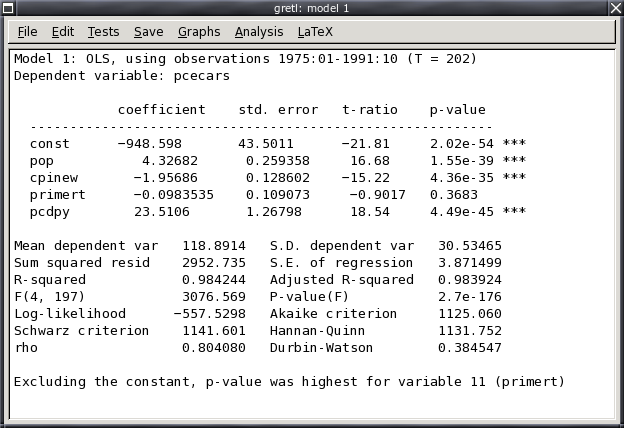 gretl: model 1
File Edit Tests Save Graphs Analysis LaTeX
Model 1: OLS, using observations 1975:01-1991:10 (T = 202)
Dependent variable: pcecars
coefficient std. error t-ratio p-value
---------------------------------------------------------
const −948.598 43.5011 −21.81 2.02e-54 ***
pop 4.32682 0.259358 16.68 1.55e-39 ***
cpinew −1.95686 0.128602 −15.22 4.36e-35 ***
primert −0.0983535 0.109073 −0.9017 0.3683
pcdpy 23.5106 1.26798 18.54 4.49e-45 ***
Mean dependent var 118.8914 S.D. dependent var 30.53465
Sum squared resid 2952.735 S.E. of regression 3.871499
R-squared 0.984244 Adjusted R-squared 0.983924
F(4, 197) 3076.569 P-value(F) 2.7e-176
Log-likelihood −557.5298 Akaike criterion 1125.060
Schwarz criterion 1141.601 Hannan-Quinn 1131.752
rho 0.804080 Durbin-Watson 0.384547
Excluding the constant, p-value was highest for variable 11 (primert)